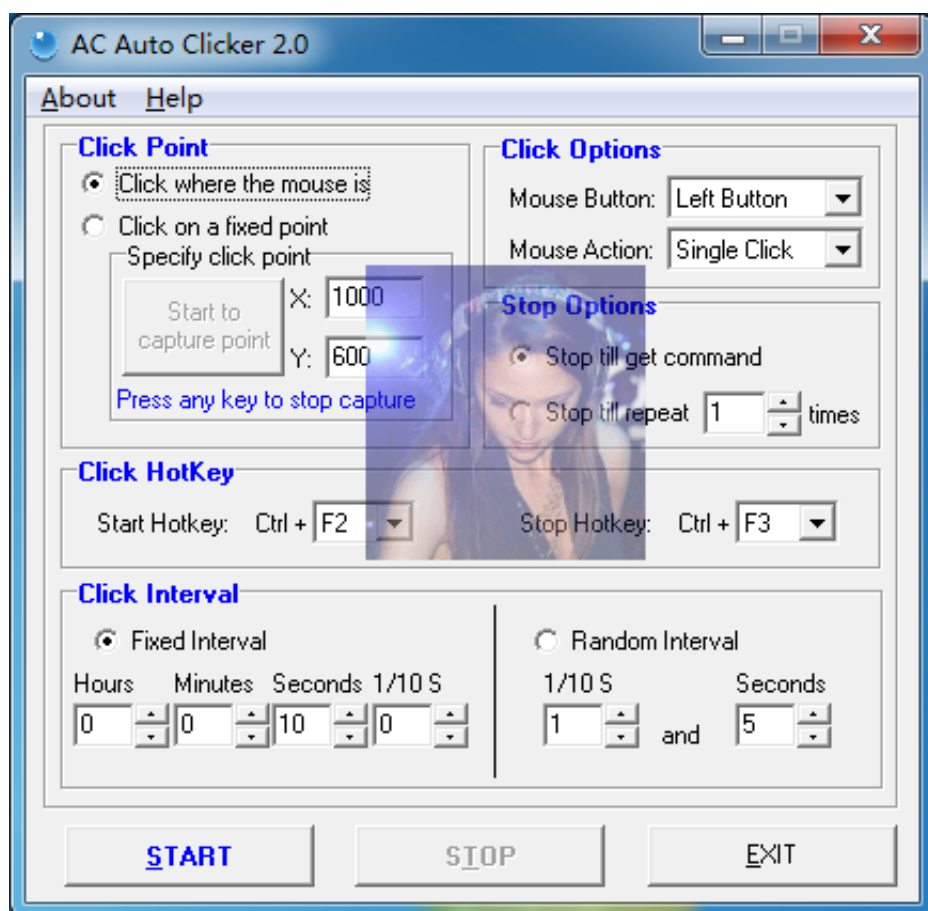 AC Auto Clicker 2.0
About Help
Click Point
Click where the mouse is
Click on a fixed point
Specify click point
Start to
capture point
X: 1000
Y: 600
Press any key to stop capture
Click Options
Mouse Button: Left Button
Mouse Action: Single Click
Stop Options
Stop till get command
Stop till repeat 1 times
Click HotKey
Start Hotkey: Ctrl + F2
Stop Hotkey: Ctrl + F3
Click Interval
Fixed Interval
Hours Minutes Seconds 1/10 S
0 0 10 0
Random Interval
1/10 S Seconds
1 and 5
START STOP EXIT